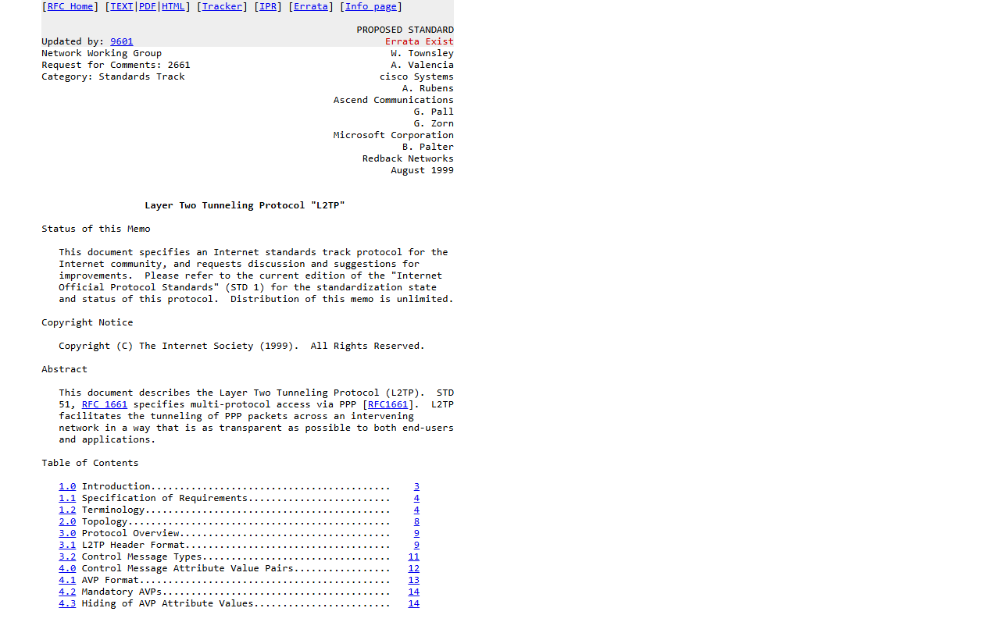 [RFC Home] [TEXT|PDF|HTML] [Tracker] [IPR] [Errata] [Info page]
PROPOSED STANDARD
Updated by: 9601 Errata Exist
Network Working Group W. Townsley
Request for Comments: 2661 A. Valencia
Category: Standards Track cisco Systems
A. Rubens
Ascend Communications
G. Pall
G. Zorn
Microsoft Corporation
B. Palter
Redback Networks
August 1999
Layer Two Tunneling Protocol "L2TP"
Status of this Memo
This document specifies an Internet standards track protocol for the
Internet community, and requests discussion and suggestions for
improvements.  Please refer to the current edition of the "Internet
Official Protocol Standards" (STD 1) for the standardization state
and status of this protocol.  Distribution of this memo is unlimited.
Copyright Notice
Copyright (C) The Internet Society (1999).  All Rights Reserved.
Abstract
This document describes the Layer Two Tunneling Protocol (L2TP).  STD
51, RFC 1661 specifies multi-protocol access via PPP [RFC1661].  L2TP
facilitates the tunneling of PPP packets across an intervening
network in a way that is as transparent as possible to both end-users
and applications.
Table of Contents
1.0 Introduction.......................................... 3
1.1 Specification of Requirements......................... 4
1.2 Terminology........................................... 4
2.0 Topology.............................................. 8
3.0 Protocol Overview..................................... 9
3.1 L2TP Header Format.................................... 9
3.2 Control Message Types................................. 11
4.0 Control Message Attribute Value Pairs................. 12
4.1 AVP Format............................................ 13
4.2 Mandatory AVPs........................................ 14
4.3 Hiding of AVP Attribute Values........................ 14